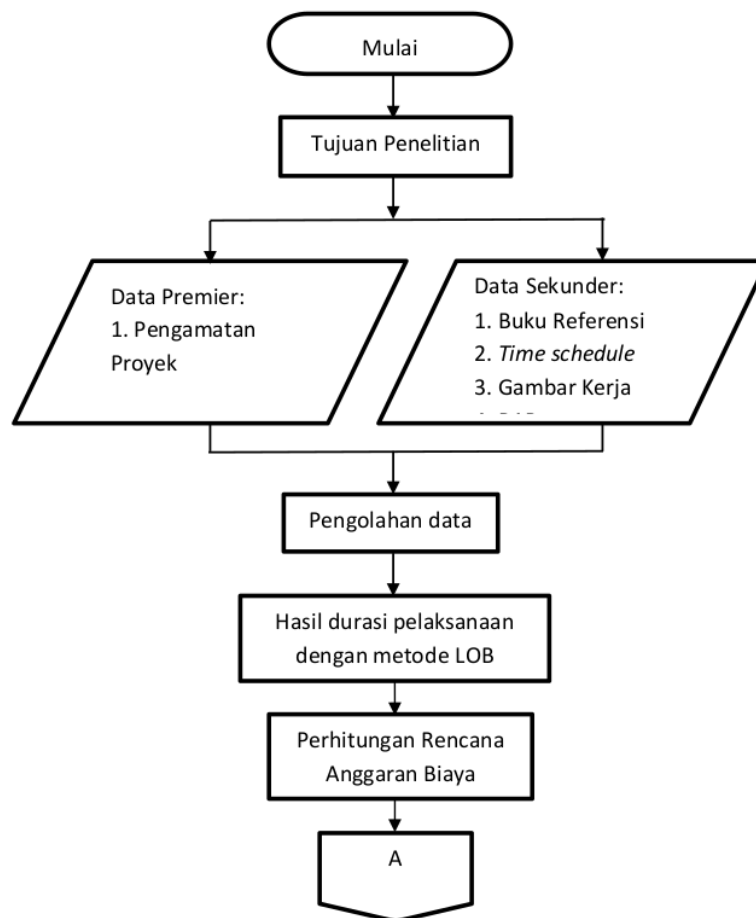 Mulai
Tujuan Penelitian
Data Premier:
1. Pengamatan
Proyek
Data Sekunder:
1. Buku Referensi
2. Time schedule
3. Gambar Kerja
Pengolahan data
Hasil durasi pelaksanaan
dengan metode LOB
Perhitungan Rencana
Anggaran Biaya
A